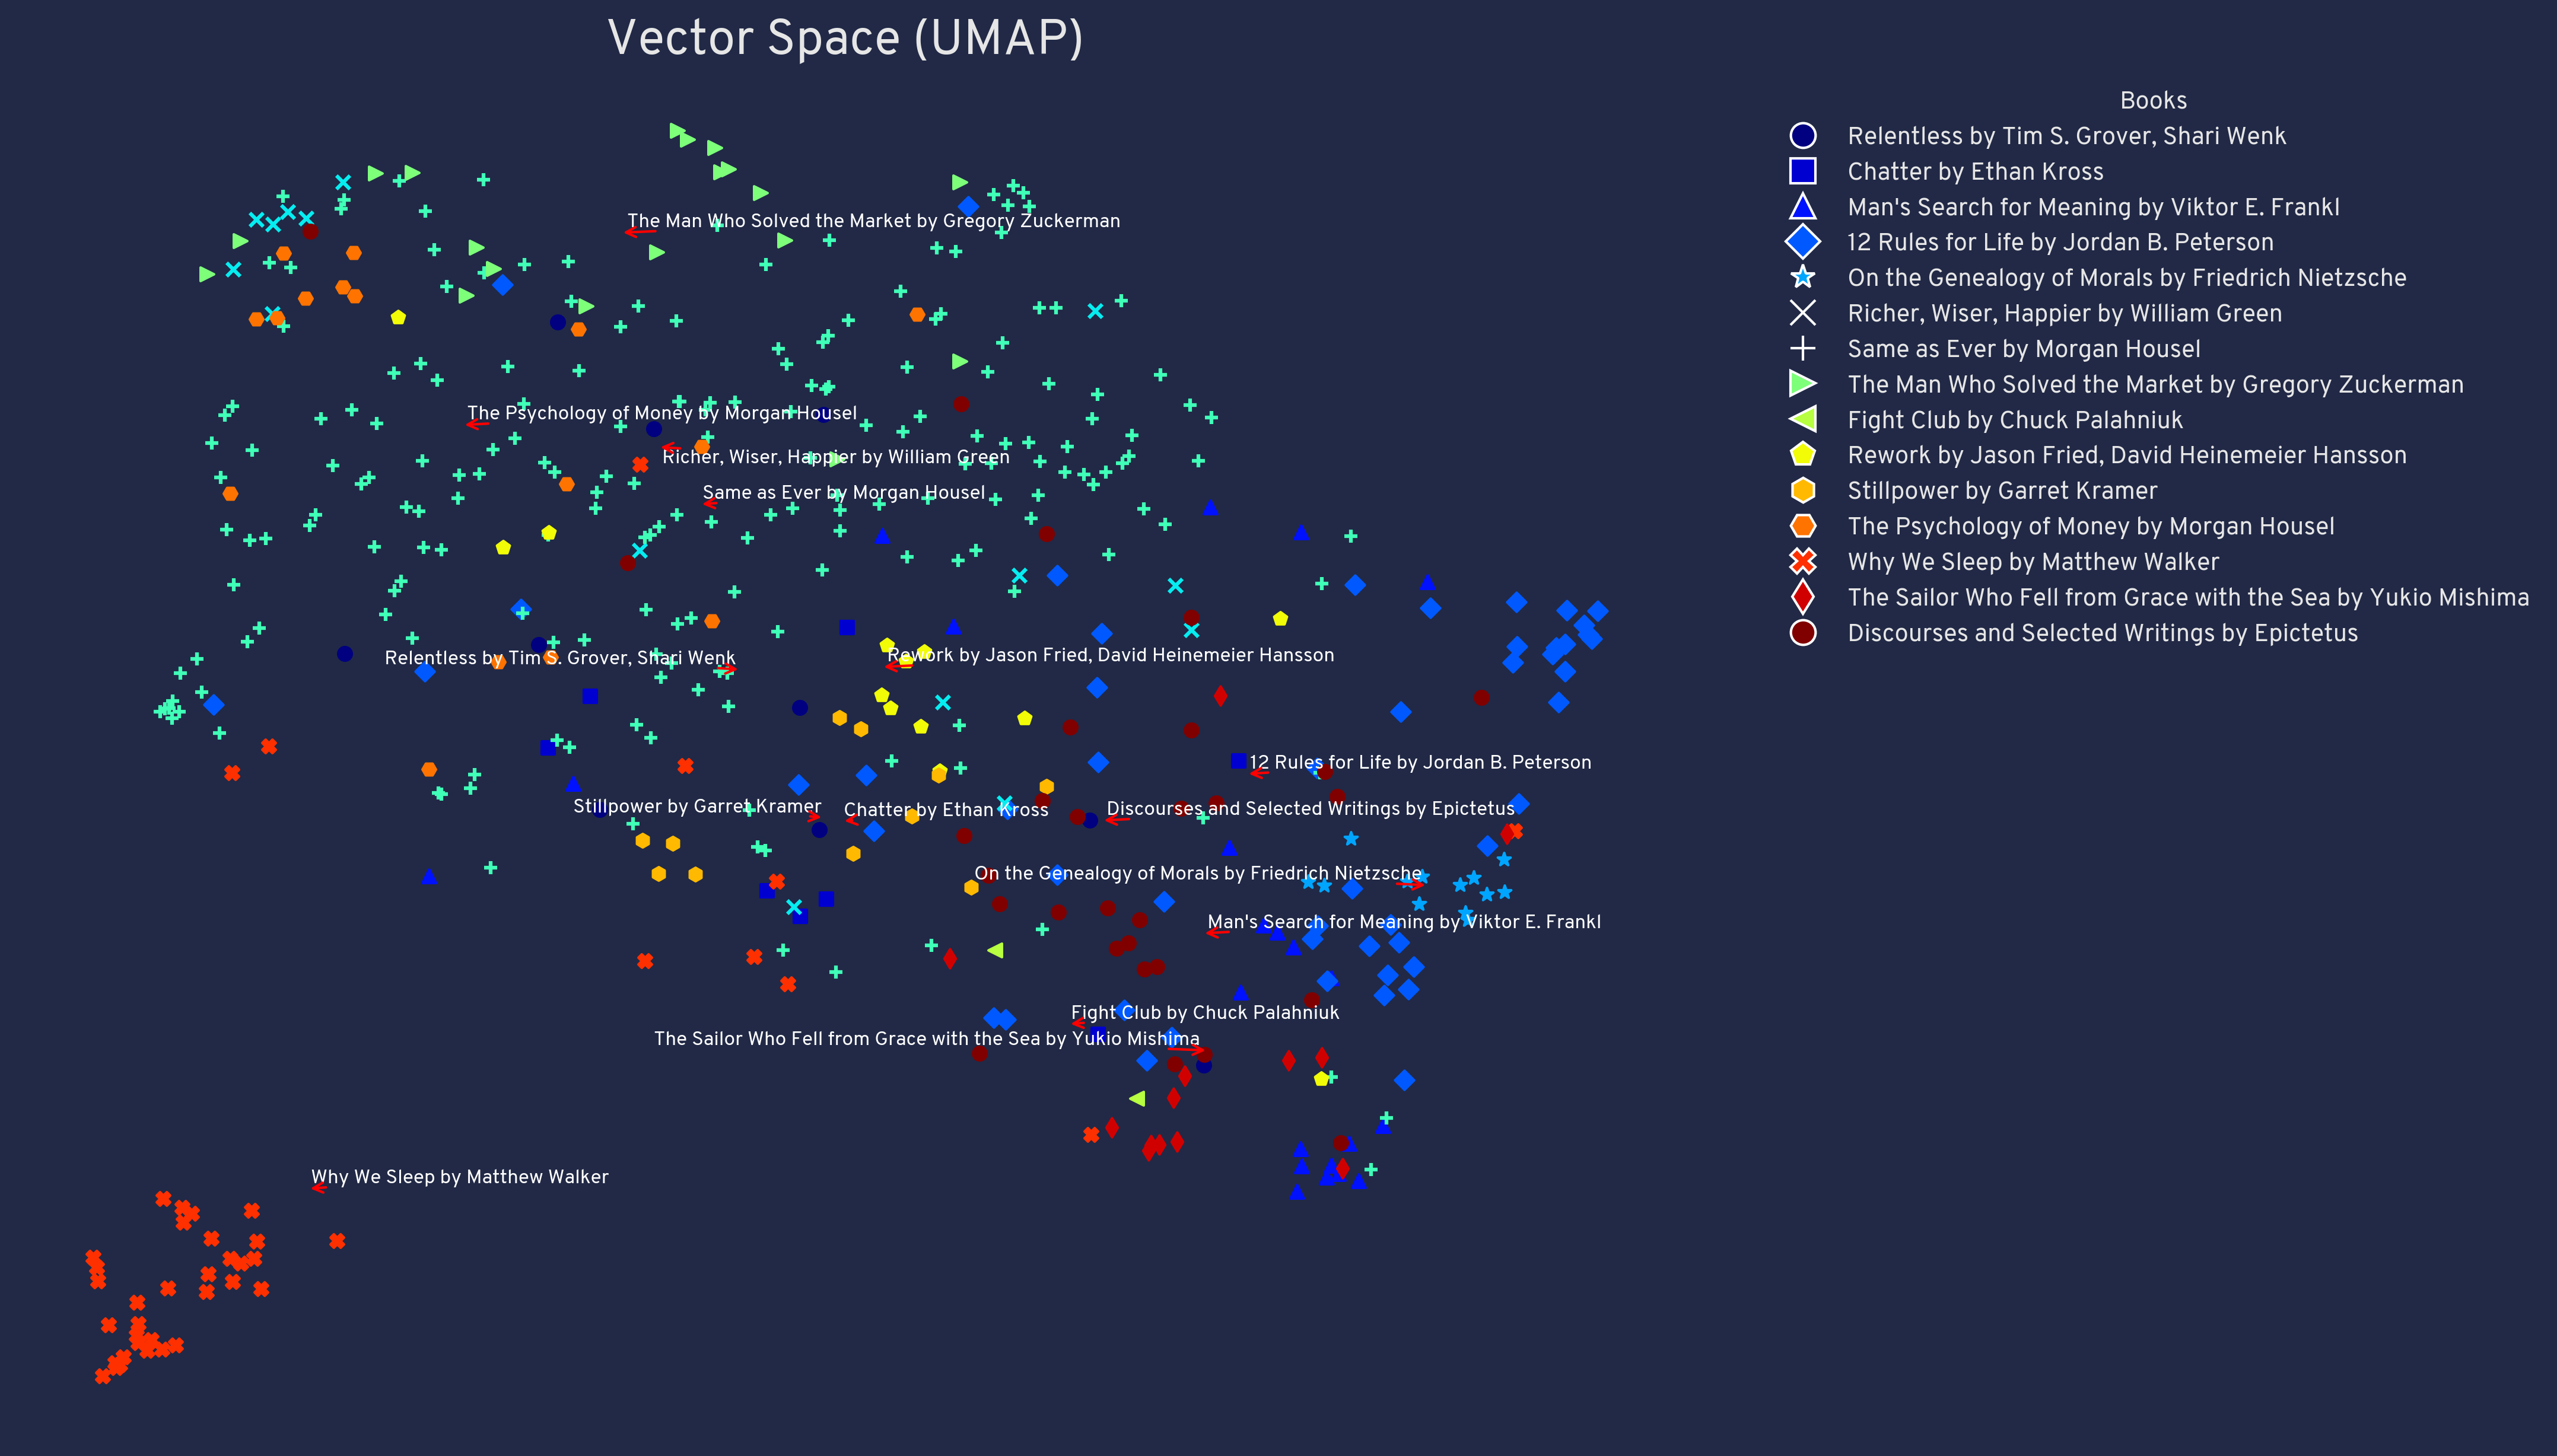 Vector Space (UMAP)
Books
Relentless by Tim S. Grover, Shari Wenk
Chatter by Ethan Kross
Man's Search for Meaning by Viktor E. Frankl
12 Rules for Life by Jordan B. Peterson
On the Genealogy of Morals by Friedrich Nietzsche
Richer, Wiser, Happier by William Green
Same as Ever by Morgan Housel
The Man Who Solved the Market by Gregory Zuckerman
Fight Club by Chuck Palahniuk
Rework by Jason Fried, David Heinemeier Hansson
Stillpower by Garret Kramer
The Psychology of Money by Morgan Housel
Why We Sleep by Matthew Walker
The Sailor Who Fell from Grace with the Sea by Yukio Mishima
Discourses and Selected Writings by Epictetus
The Man Who Solved the Market by Gregory Zuckerman
The Psychology of Money by Morgan Housel
Richer, Wiser, Happier by William Green
Same as Ever by Morgan Housel
Relentless by Tim S. Grover, Shari Wenk
Rework by Jason Fried, David Heinemeier Hansson
12 Rules for Life by Jordan B. Peterson
Stillpower by Garret Kramer
Chatter by Ethan Kross
Discourses and Selected Writings by Epictetus
On the Genealogy of Morals by Friedrich Nietzsche
Man's Search for Meaning by Viktor E. Frankl
Fight Club by Chuck Palahniuk
The Sailor Who Fell from Grace with the Sea by Yukio Mishima
Why We Sleep by Matthew Walker